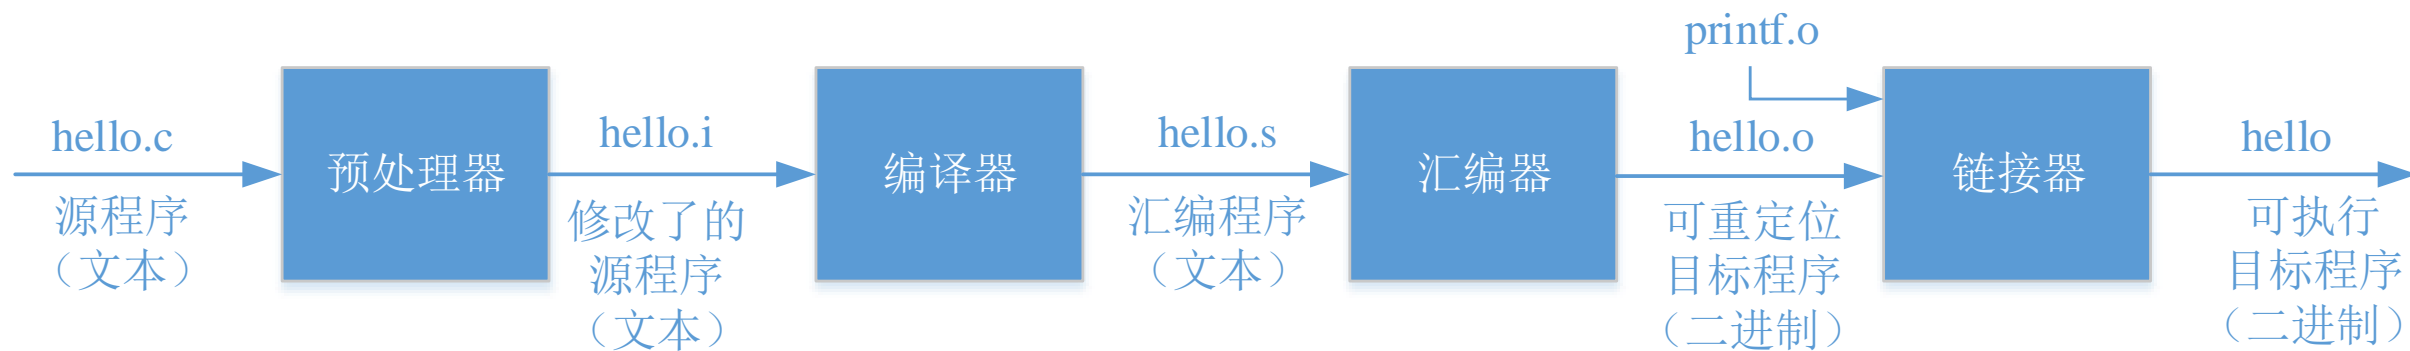 printf.o
hello.c
hello.i
hello.s
hello.o
hello
预处理器
编译器
汇编器
链接器
源程序
（文本）
修改了的
源程序
（文本）
汇编程序
（文本）
可重定位
目标程序
（二进制）
可执行
目标程序
（二进制）